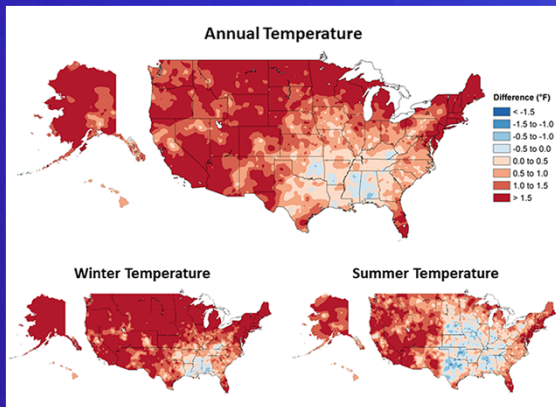 Annual Temperature
Difference (°F)
< -1.5
-1.5 to -1.0
-0.5 to -1.0
-0.5 to 0.0
0.0 to 0.5
0.5 to 1.0
1.0 to 1.5
> 1.5
Winter Temperature
Summer Temperature